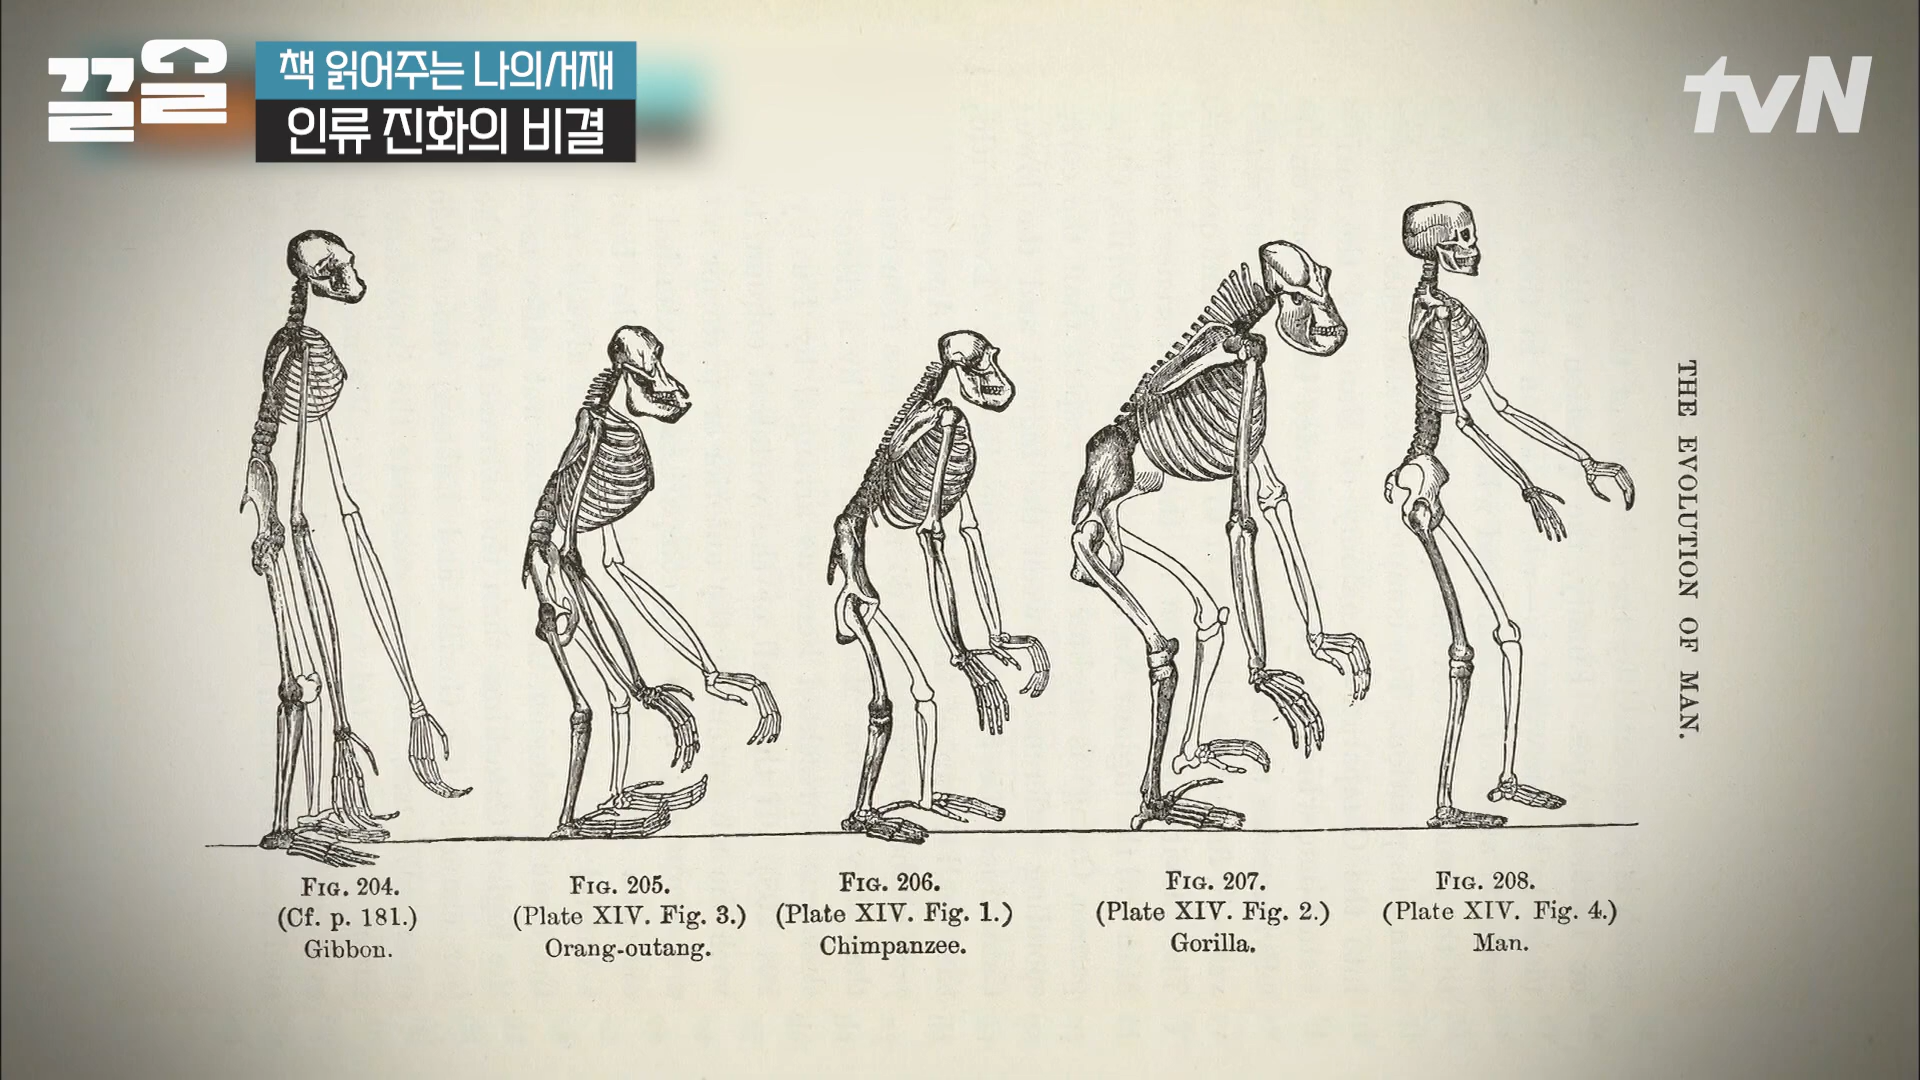 끌올
책 읽어주는 나의서재
인류 진화의 비결
tvN
THE EVOLUTION OF MAN.
FIG. 204.
(Cf. p. 181.)
Gibbon.
FIG. 205.
(Plate XIV. Fig. 3.)
Orang-outang.
FIG. 206.
(Plate XIV. Fig. 1.)
Chimpanzee.
FIG. 207.
(Plate XIV. Fig. 2.)
Gorilla.
FIG. 208.
(Plate XIV. Fig. 4.)
Man.